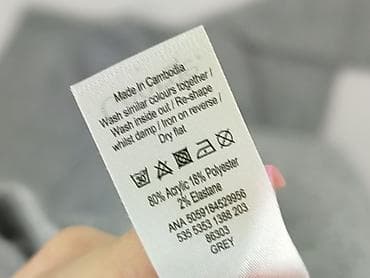 Made In Cambodia
Wash similar colours together /
Wash inside out / Re-shape
whilst damp / Iron on reverse /
Dry flat
80% Acrylic 18% Polyester
2% Elastane
ANA 5059184529956
535 5353 1388 203
86303
GREY